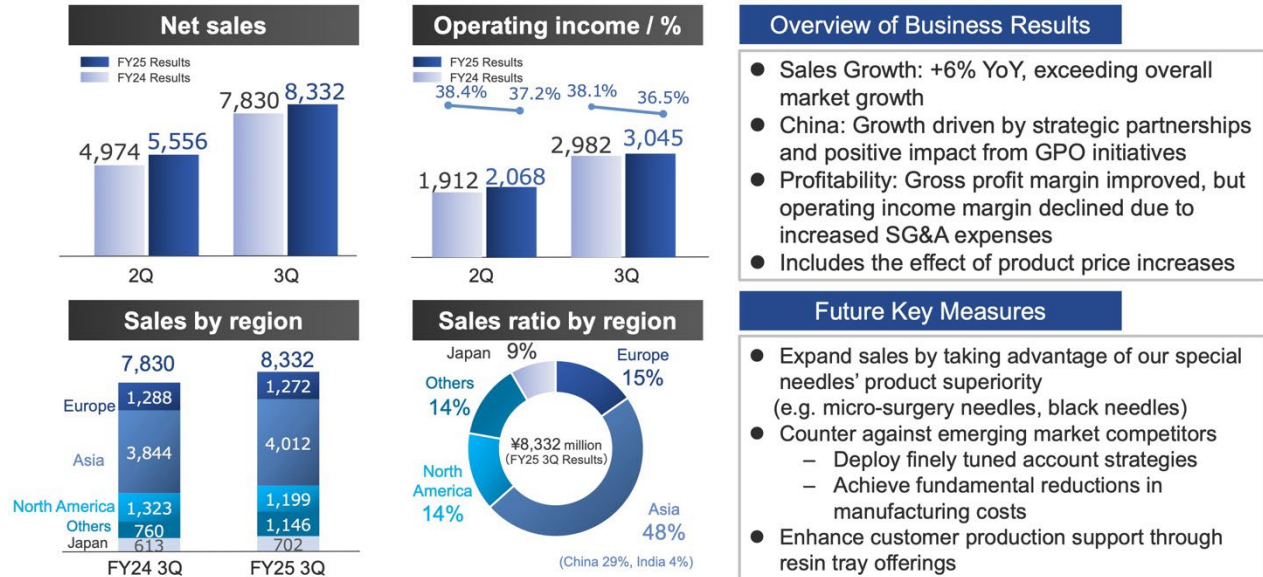 Net sales
FY25 Results
FY24 Results
4,974
5,556
7,830
8,332
2Q
3Q
Operating income / %
FY25 Results
FY24 Results
38.4%
37.2%
38.1%
36.5%
1,912
2,068
2,982
3,045
2Q
3Q
Overview of Business Results
● Sales Growth: +6% YoY, exceeding overall
market growth
● China: Growth driven by strategic partnerships
and positive impact from GPO initiatives
● Profitability: Gross profit margin improved, but
operating income margin declined due to
increased SG&A expenses
● Includes the effect of product price increases
Sales by region
7,830
8,332
Europe
1,288
1,272
Asia
3,844
4,012
North America
1,323
1,199
Others
760
1,146
Japan
613
702
FY24 3Q
FY25 3Q
Sales ratio by region
Japan 9%
Europe
15%
Others
14%
¥8,332 million
(FY25 3Q Results)
North
America
14%
Asia
48%
(China 29%, India 4%)
Future Key Measures
● Expand sales by taking advantage of our special
needles' product superiority
(e.g. micro-surgery needles, black needles)
● Counter against emerging market competitors
– Deploy finely tuned account strategies
– Achieve fundamental reductions in
manufacturing costs
● Enhance customer production support through
resin tray offerings